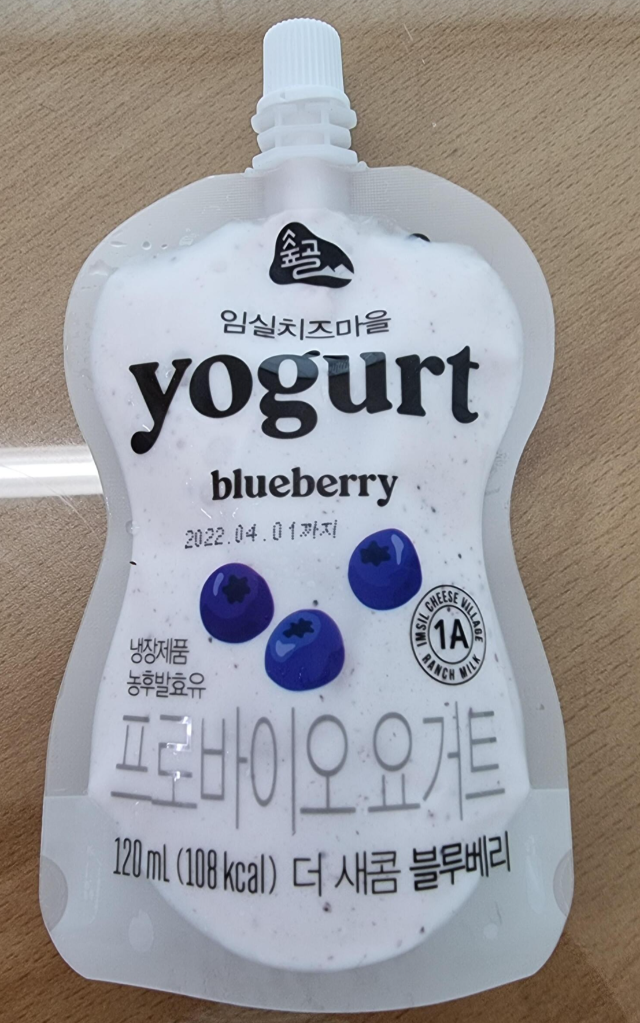 숲골
임실치즈마을
yogurt
blueberry
2022.04.01까지
IMSIL CHEESE VILLAGE
1A
RANCH MILK
냉장제품
농후발효유
프로바이오 요거트
120 mL (108 kcal) 더 새콤 블루베리